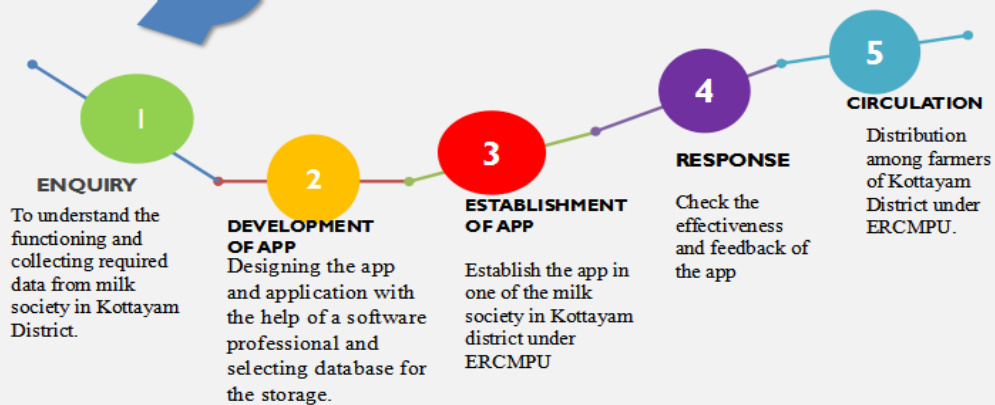 1
ENQUIRY
To understand the
functioning and
collecting required
data from milk
society in Kottayam
District.
2
DEVELOPMENT
OF APP
Designing the app
and application with
the help of a software
professional and
selecting database for
the storage.
3
ESTABLISHMENT
OF APP
Establish the app in
one of the milk
society in Kottayam
district under
ERCMPU
4
RESPONSE
Check the
effectiveness
and feedback of
the app
5
CIRCULATION
Distribution
among farmers
of Kottayam
District under
ERCMPU.